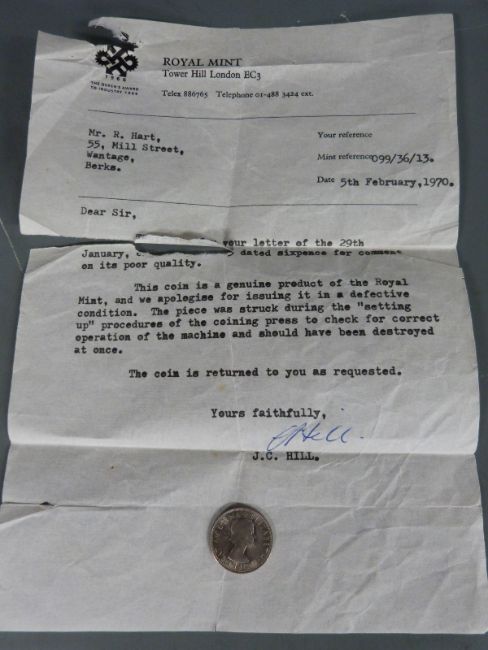 1966
THE QUEEN'S AWARD
TO INDUSTRY 1966
ROYAL MINT
Tower Hill London EC3
Telex 886765 Telephone 01-488 3424 ext.
Mr. R. Hart,
55, Mill Street,
Wantage,
Berks.
Your reference
Mint reference 099/36/13.
Date 5th February, 1970.
Dear Sir,
your letter of the 29th
January, dated sixpence for comment
on its poor quality.
This coin is a genuine product of the Royal
Mint, and we apologise for issuing it in a defective
condition. The piece was struck during the "setting
up" procedures of the coining press to check for correct
operation of the machine and should have been destroyed
at once.
The coin is returned to you as requested.
Yours faithfully,
J.C. HILL.